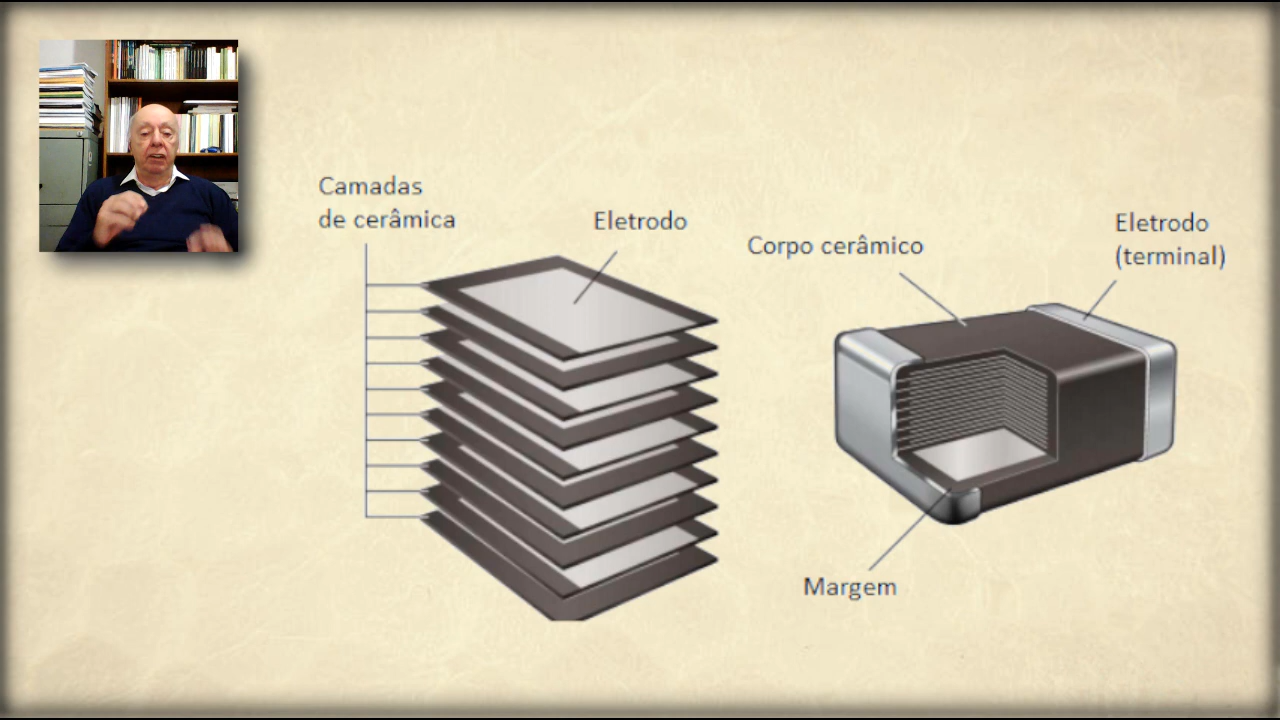 Camadas
de cerâmica
Eletrodo
Corpo cerâmico
Eletrodo
(terminal)
Margem